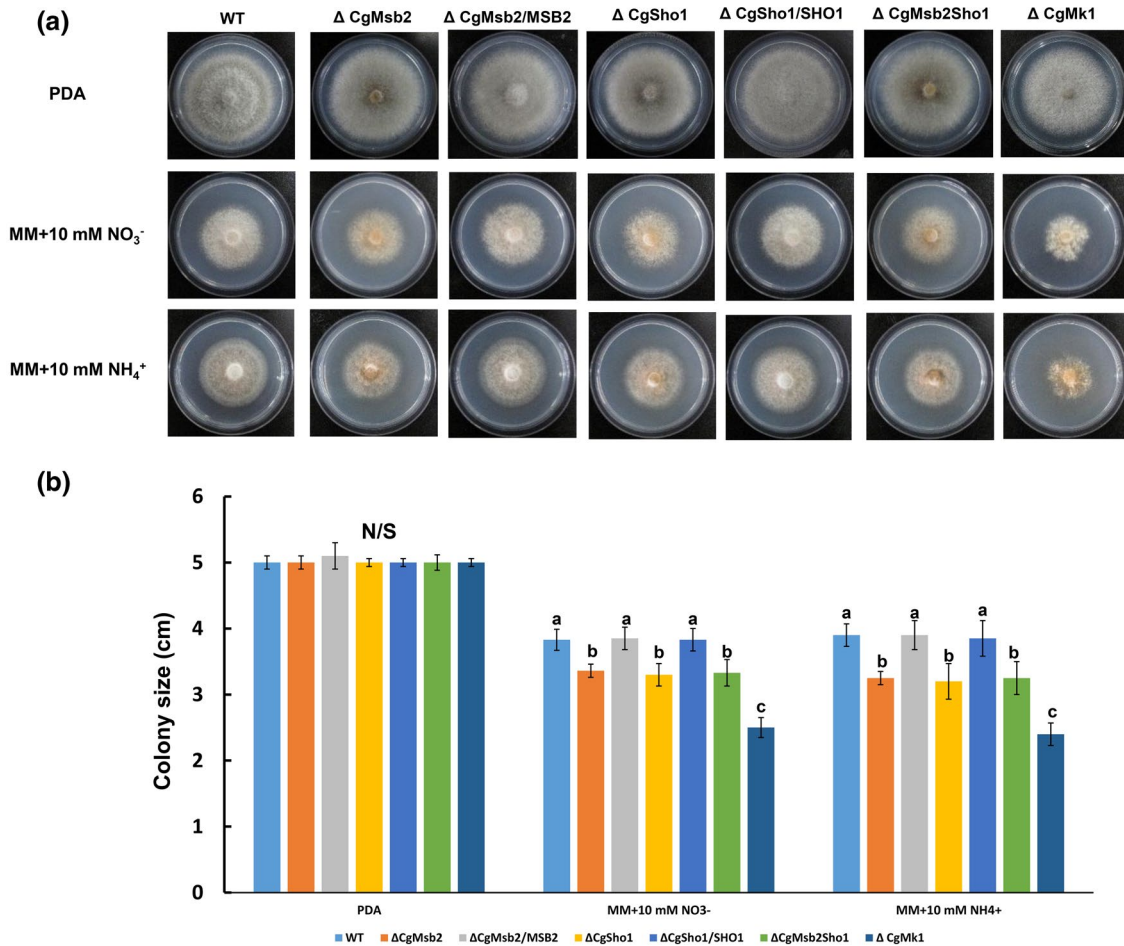 (a)
WT Δ CgMsb2 Δ CgMsb2/MSB2 Δ CgSho1 Δ CgSho1/SHO1 Δ CgMsb2Sho1 Δ CgMk1
PDA
MM+10 mM NO₃⁻
MM+10 mM NH₄⁺
(b)
Colony size (cm)
6
5
4
3
2
1
0
N/S
a b a b a b c
a b a b a b c
PDA MM+10 mM NO3- MM+10 mM NH4+
WT ΔCgMsb2 ΔCgMsb2/MSB2 ΔCgSho1 ΔCgSho1/SHO1 ΔCgMsb2Sho1 Δ CgMk1